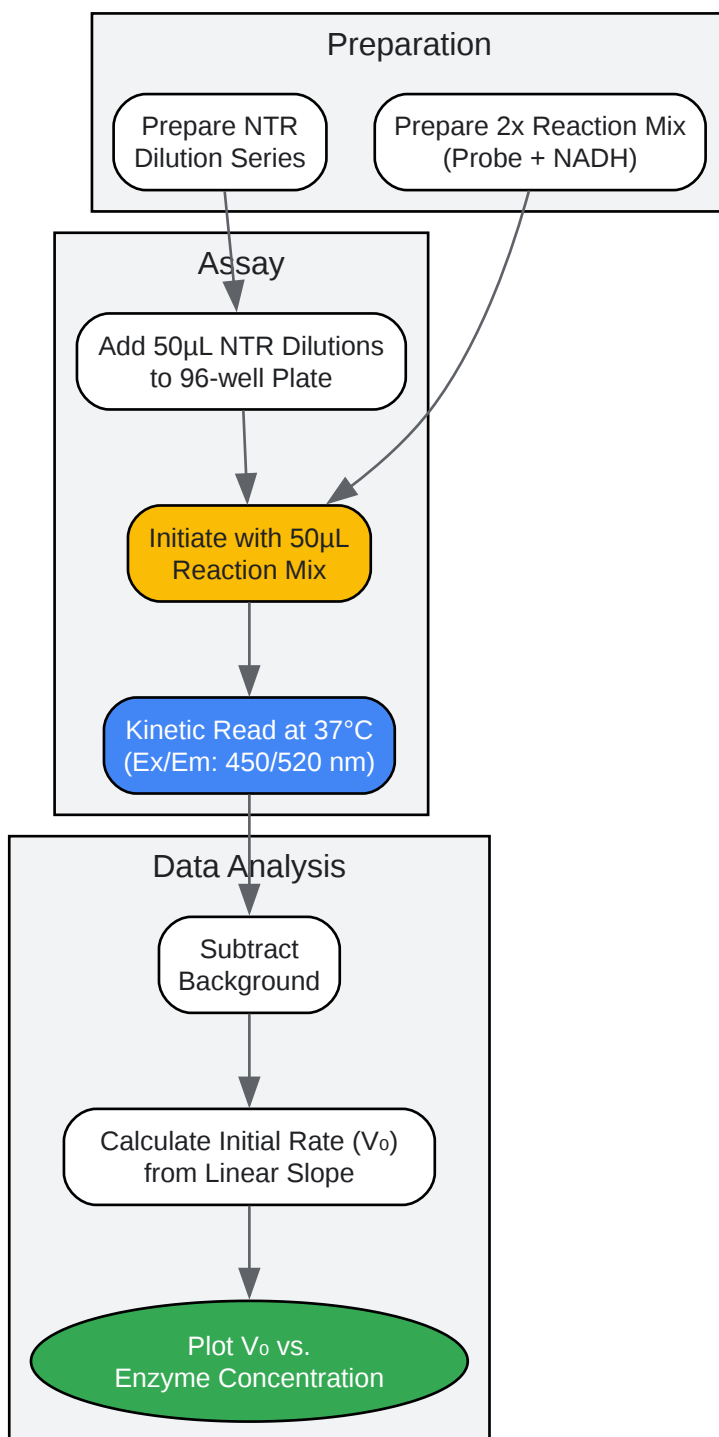 Preparation
Prepare NTR
Dilution Series
Prepare 2x Reaction Mix
(Probe + NADH)
Assay
Add 50µL NTR Dilutions
to 96-well Plate
Initiate with 50µL
Reaction Mix
Kinetic Read at 37°C
(Ex/Em: 450/520 nm)
Data Analysis
Subtract
Background
Calculate Initial Rate (V₀)
from Linear Slope
Plot V₀ vs.
Enzyme Concentration